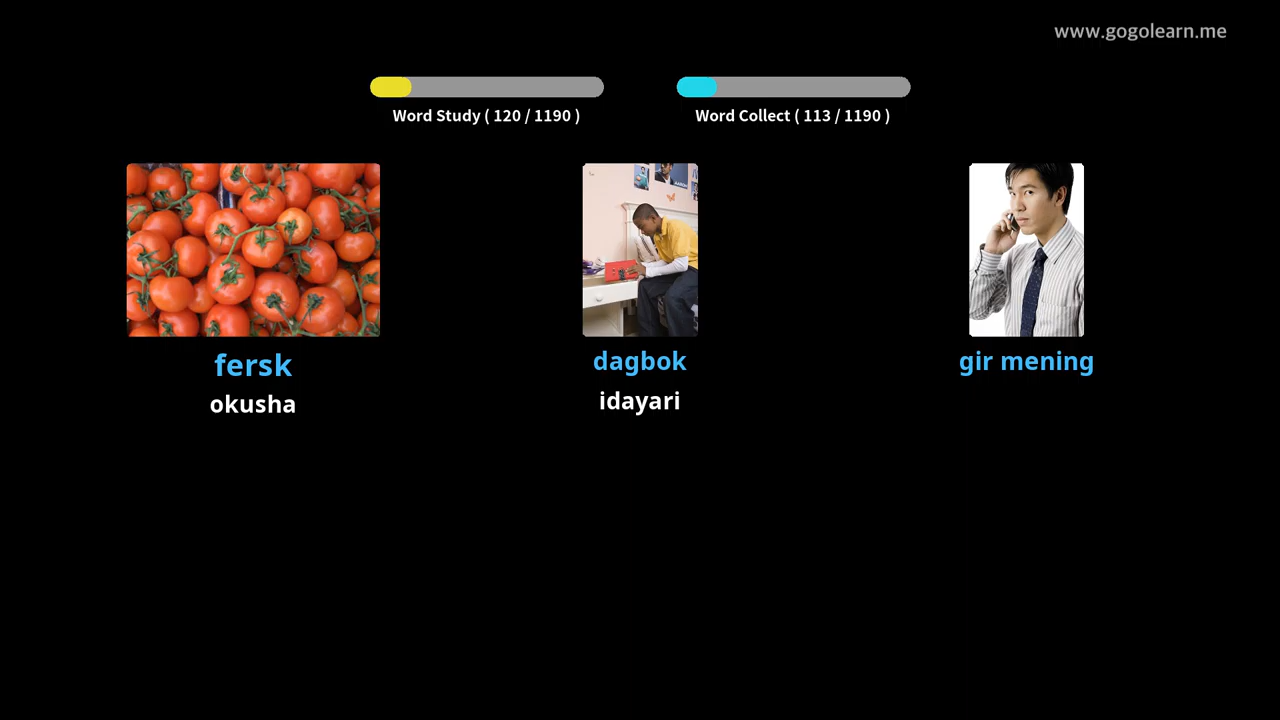 www.gogolearn.me
Word Study ( 120 / 1190 )
Word Collect ( 113 / 1190 )
fersk
okusha
dagbok
idayari
gir mening